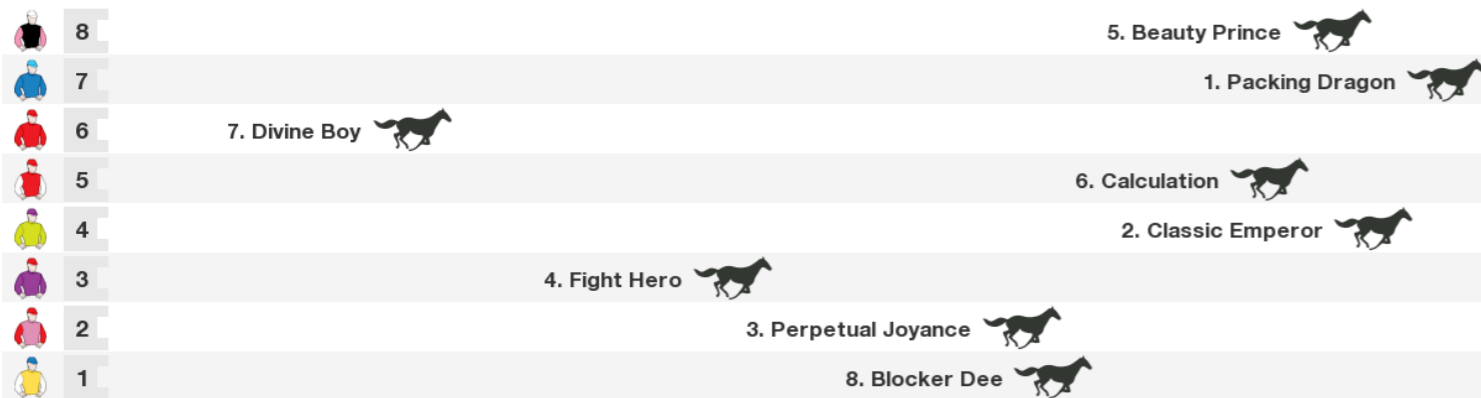 8 5. Beauty Prince
7 1. Packing Dragon
6 7. Divine Boy
5 6. Calculation
4 2. Classic Emperor
3 4. Fight Hero
2 3. Perpetual Joyance
1 8. Blocker Dee